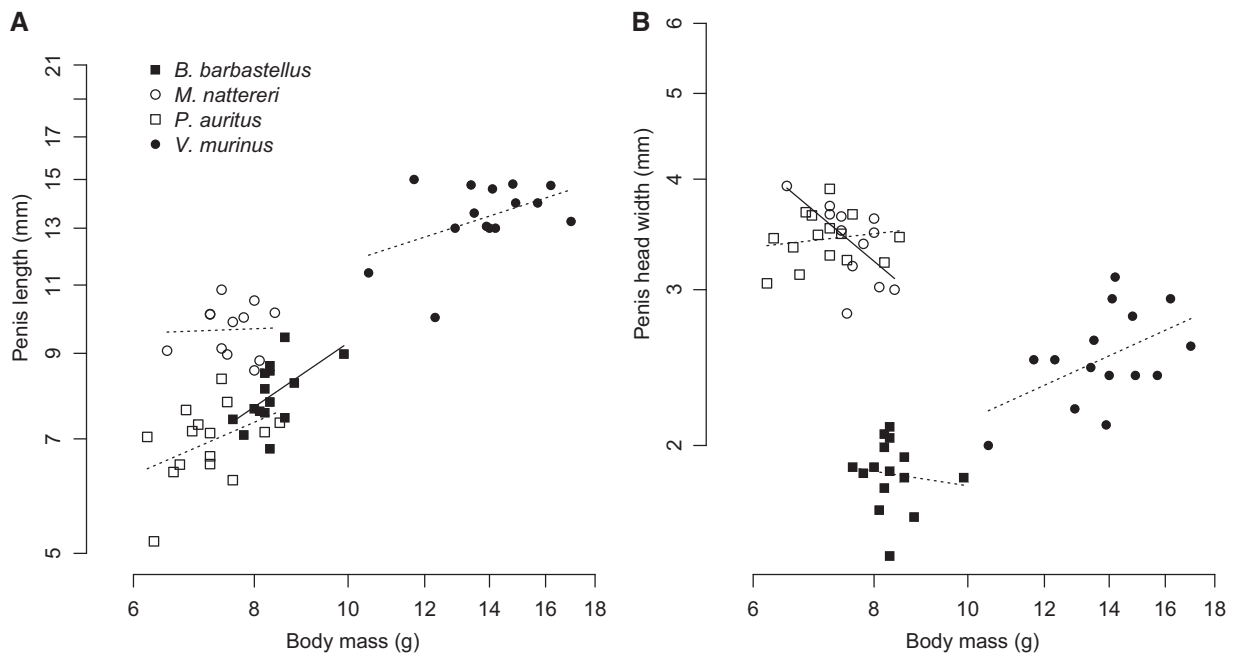 A
Penis length (mm)
21
17
15
13
11
9
7
5
B. barbastellus
M. nattereri
P. auritus
V. murinus
6 8 10 12 14 16 18
Body mass (g)
B
Penis head width (mm)
6
5
4
3
2
6 8 10 12 14 16 18
Body mass (g)